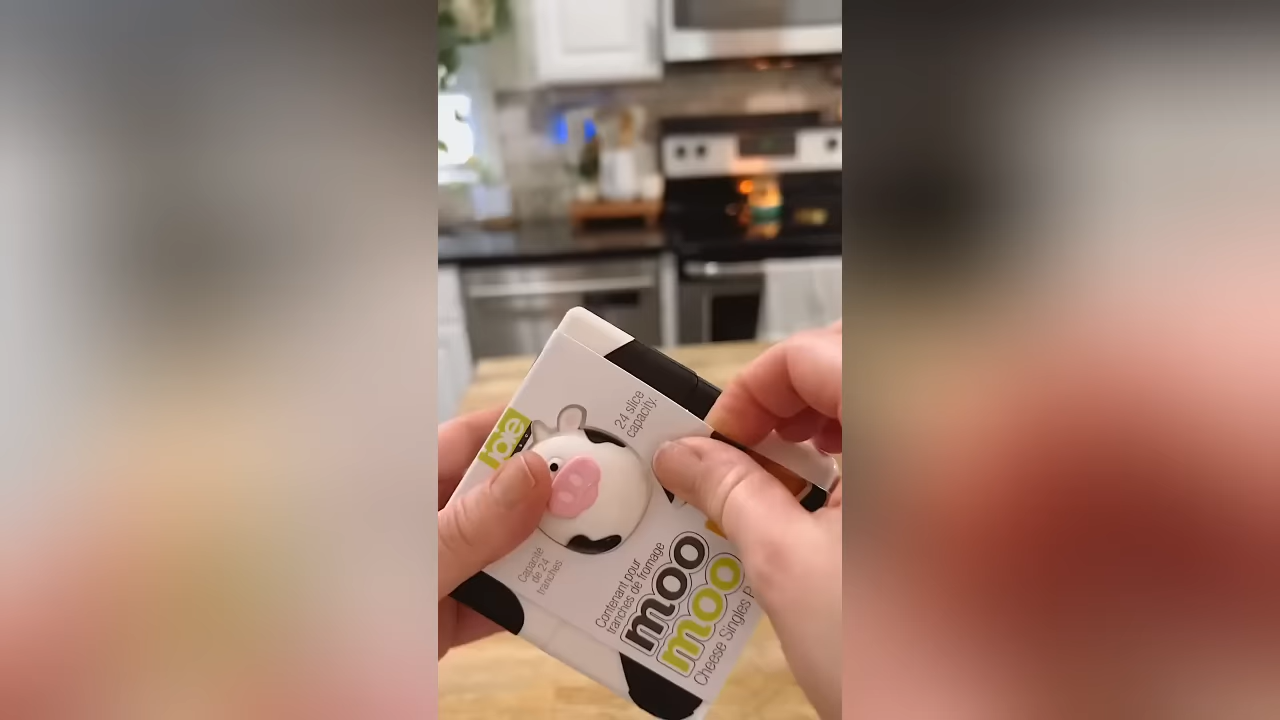 joie
24 slice
capacity.
Capacité
de 24
tranches
Contenant pour
tranches de fromage
moo
moo
Cheese Singles P